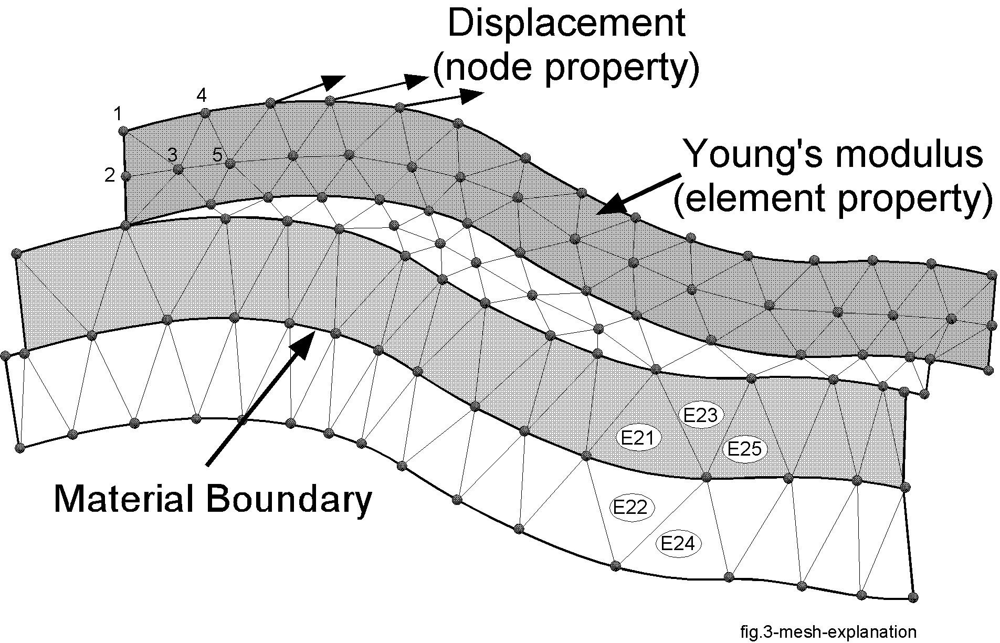 Displacement
(node property)
4
1
3
5
2
Young's modulus
(element property)
E23
E21
E25
Material Boundary
E22
E24
fig.3-mesh-explanation